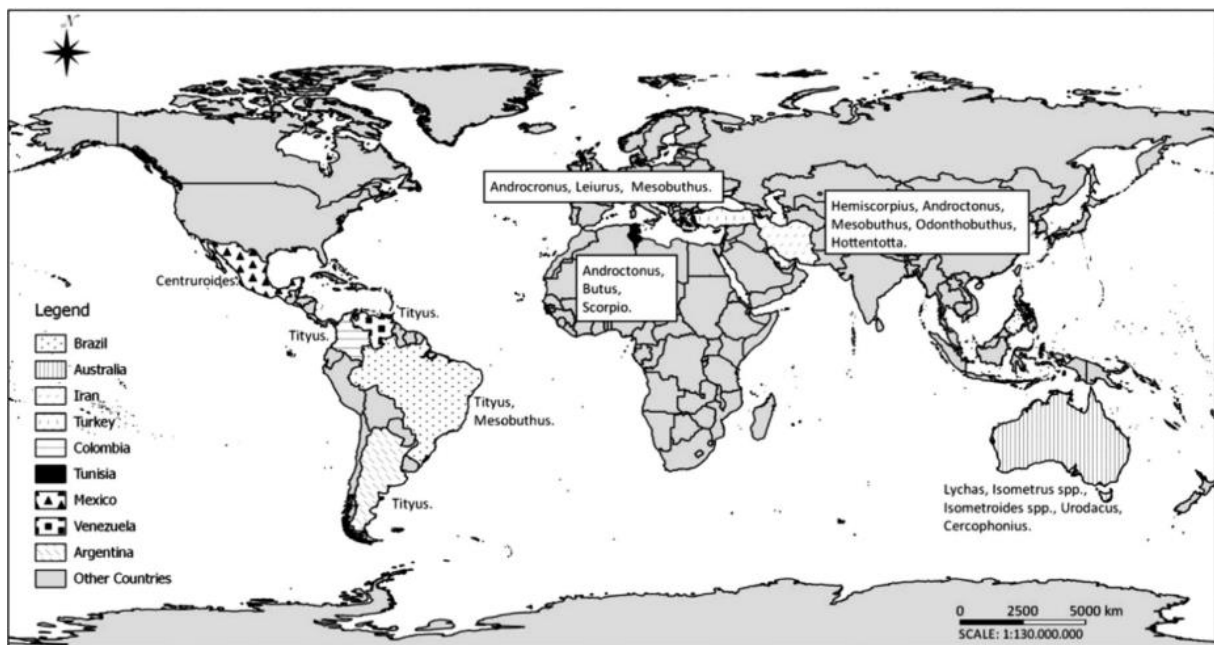 N
Androcronus, Leiurus, Mesobuthus.
Hemiscorpius, Androctonus,
Mesobuthus, Odonthobuthus,
Hottentotta.
Androctonus,
Butus,
Scorpio.
Centruroides.
Tityus.
Tityus.
Tityus,
Mesobuthus.
Tityus.
Lychas, Isometrus spp.,
Isometroides spp., Urodacus,
Cercophonius.
Legend
Brazil
Australia
Iran
Turkey
Colombia
Tunisia
Mexico
Venezuela
Argentina
Other Countries
0 2500 5000 km
SCALE: 1:130.000.000